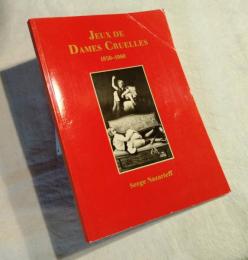 JEUX DE
DAMES CRUELLES
1850-1960
Serge Nazarieff